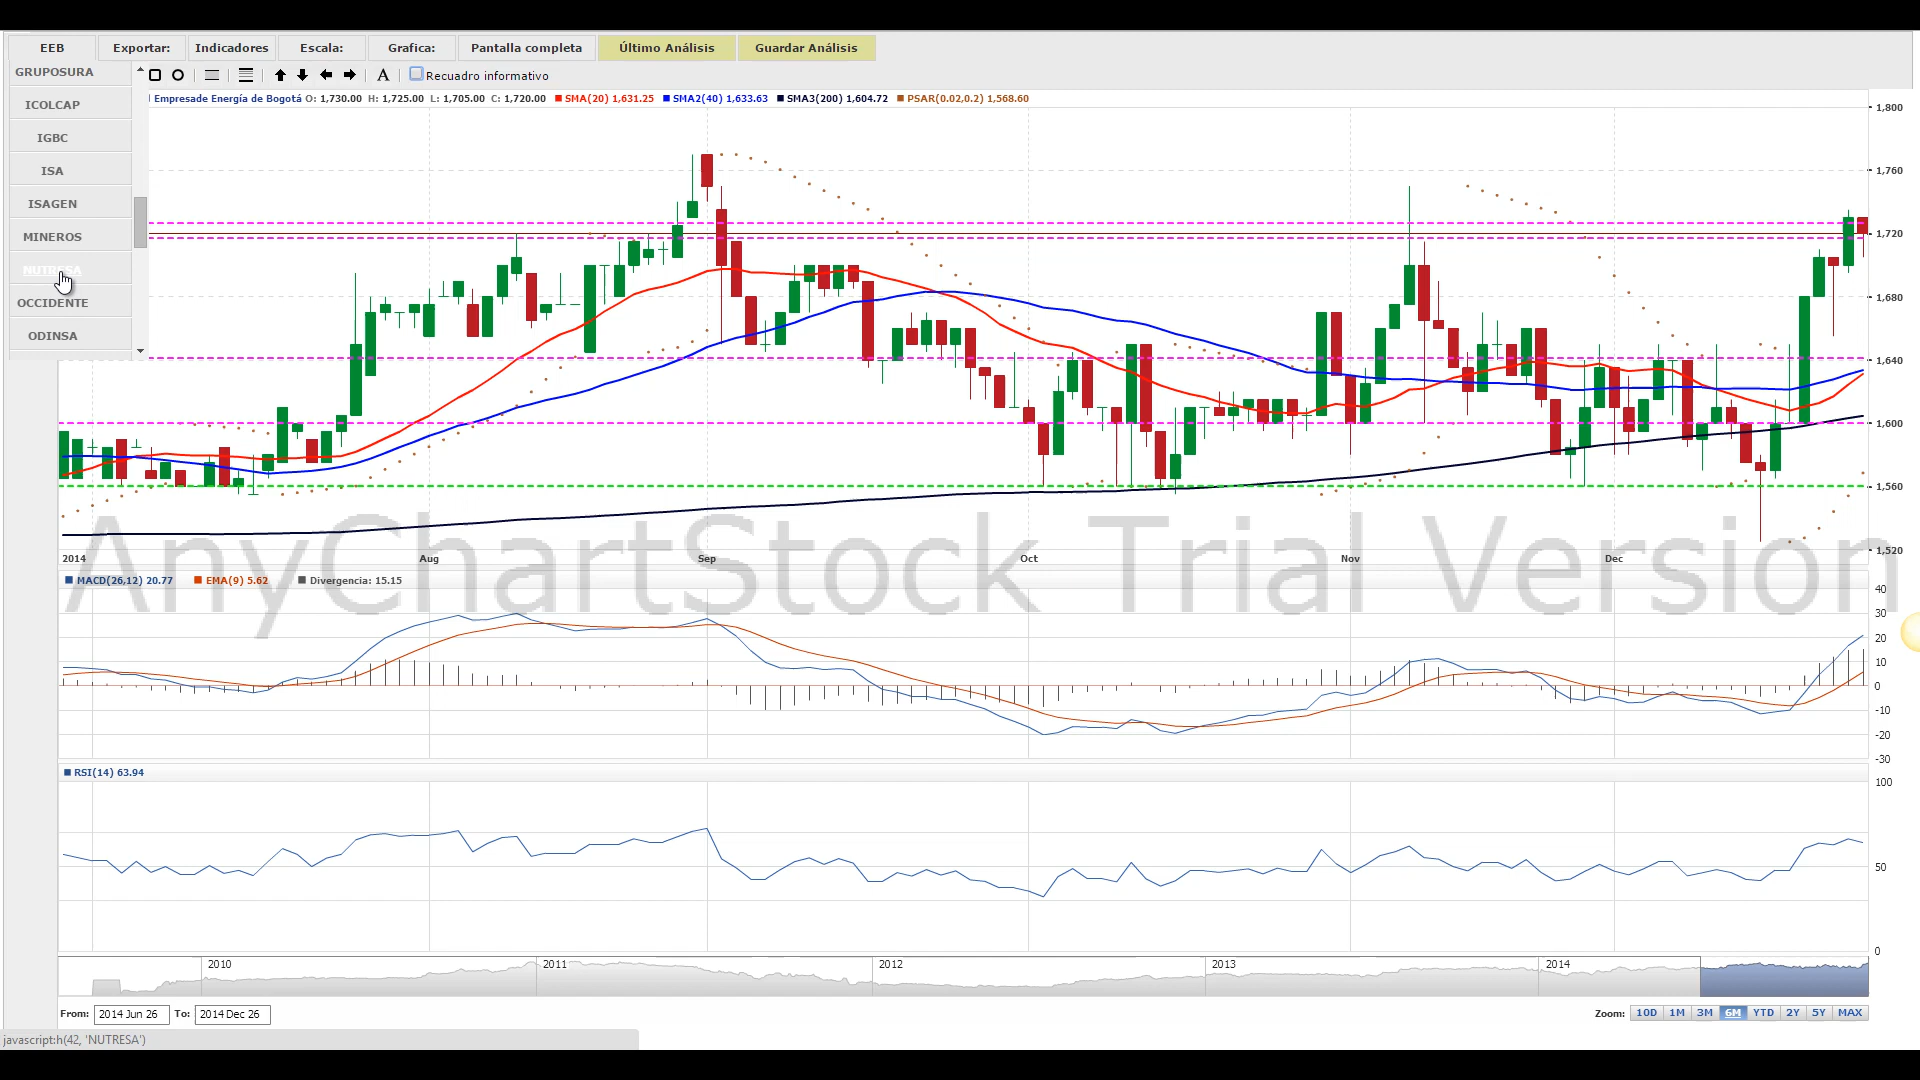 EEB Exportar: Indicadores Escala: Grafica: Pantalla completa Último Análisis Guardar Análisis
GRUPOSURA
ICOLCAP
IGBC
ISA
ISAGEN
MINEROS
NUTRESA
OCCIDENTE
ODINSA
A Recuadro informativo
Empresade Energía de Bogotá O: 1,730.00 H: 1,725.00 L: 1,705.00 C: 1,720.00 SMA(20) 1,631.25 SMA2(40) 1,633.63 SMA3(200) 1,604.72 PSAR(0.02,0.2) 1,568.60
1,800
1,760
1,720
1,680
1,640
1,600
1,560
1,520
2014 Aug Sep Oct Nov Dec
AnyChartStock Trial Version
MACD(26,12) 20.77 EMA(9) 5.62 Divergencia: 15.15
40
30
20
10
0
-10
-20
-30
RSI(14) 63.94
100
50
0
2010 2011 2012 2013 2014
From: 2014 Jun 26 To: 2014 Dec 26 Zoom: 10D 1M 3M 6M YTD 2Y 5Y MAX
javascript:h(42, 'NUTRESA')